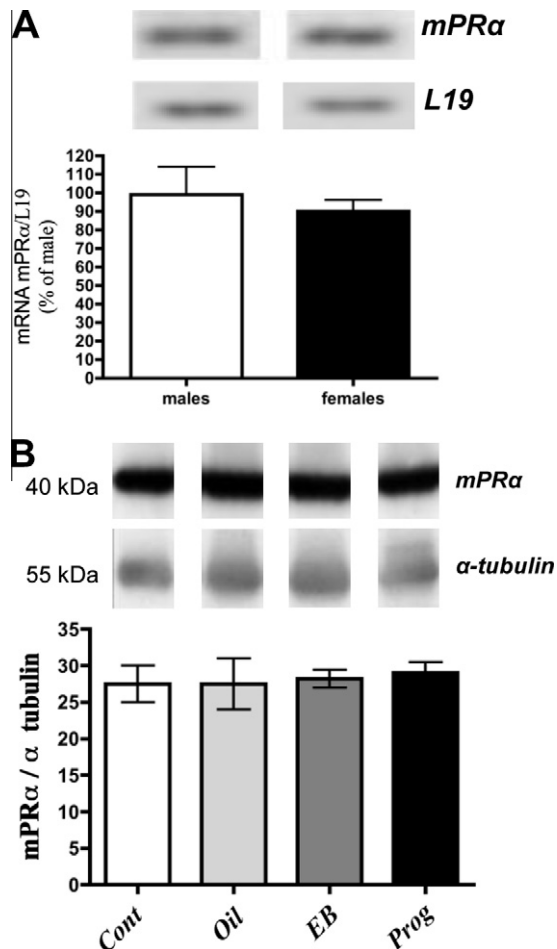 A
mPRα
L19
mRNA mPRα/L19
(% of male)
120
110
100
90
80
70
60
50
40
30
20
10
0
males females
B
40 kDa mPRα
55 kDa α-tubulin
mPRα / α tubulin
35
30
25
20
15
10
5
0
Cont Oil EB Prog